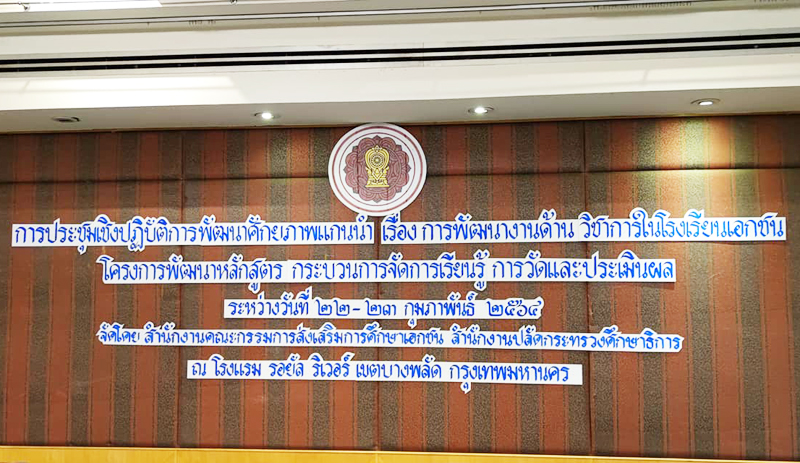 การประชุมเชิงปฏิบัติการพัฒนาศักยภาพแกนนำ เรื่อง การพัฒนางานด้าน วิชาการในโรงเรียนเอกชน
โครงการพัฒนาหลักสูตร กระบวนการจัดการเรียนรู้ การวัดและประเมินผล
ระหว่างวันที่ ๒๒-๒๓ กุมภาพันธ์ ๒๕๖๔
จัดโดย สำนักงานคณะกรรมการส่งเสริมการศึกษาเอกชน สำนักงานปลัดกระทรวงศึกษาธิการ
ณ โรงแรม รอยัล ริเวอร์ เขตบางพลัด กรุงเทพมหานคร